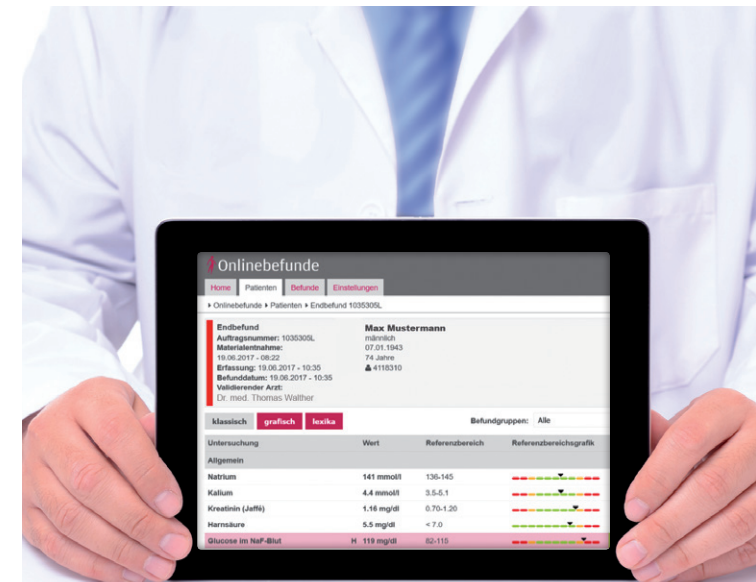 Onlinebefunde
Home Patienten Befunde Einstellungen
Onlinebefunde Patienten Endbefund 1035305L
Endbefund
Auftragsnummer: 1035305L
Materialentnahme:
19.06.2017 - 08:22
Erfassung: 19.06.2017 - 10:35
Befunddatum: 19.06.2017 - 10:35
Validierender Arzt:
Dr. med. Thomas Walther
Max Mustermann
männlich
07.01.1943
74 Jahre
4116310
klassisch grafisch lexika Befundgruppen: Alle
Untersuchung Wert Referenzbereich Referenzbereichsgrafik
Allgemein
Natrium 141 mmol/l 136-145
Kalium 4.4 mmol/l 3.5-5.1
Kreatinin (Jaffé) 1.16 mg/dl 0.70-1.20
Harnsäure 5.5 mg/dl < 7.0
Glucose im NaF-Blut H 119 mg/dl 82-115